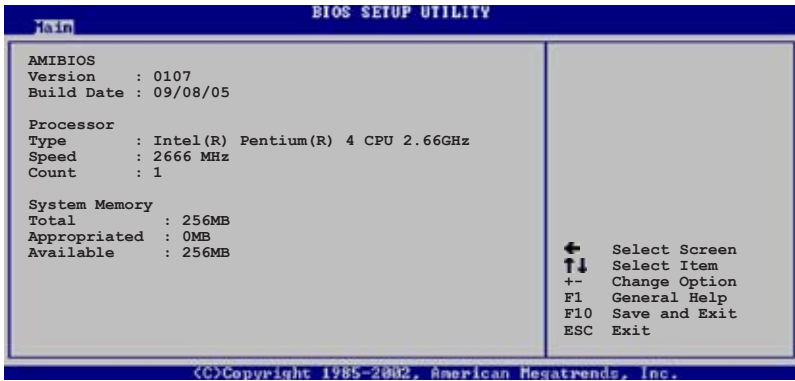 BIOS SETUP UTILITY
Main
AMIBIOS
Version : 0107
Build Date : 09/08/05
Processor
Type : Intel(R) Pentium(R) 4 CPU 2.66GHz
Speed : 2666 MHz
Count : 1
System Memory
Total : 256MB
Appropriated : 0MB
Available : 256MB
← Select Screen
↑↓ Select Item
+- Change Option
F1 General Help
F10 Save and Exit
ESC Exit
(C)Copyright 1985-2002, American Megatrends, Inc.